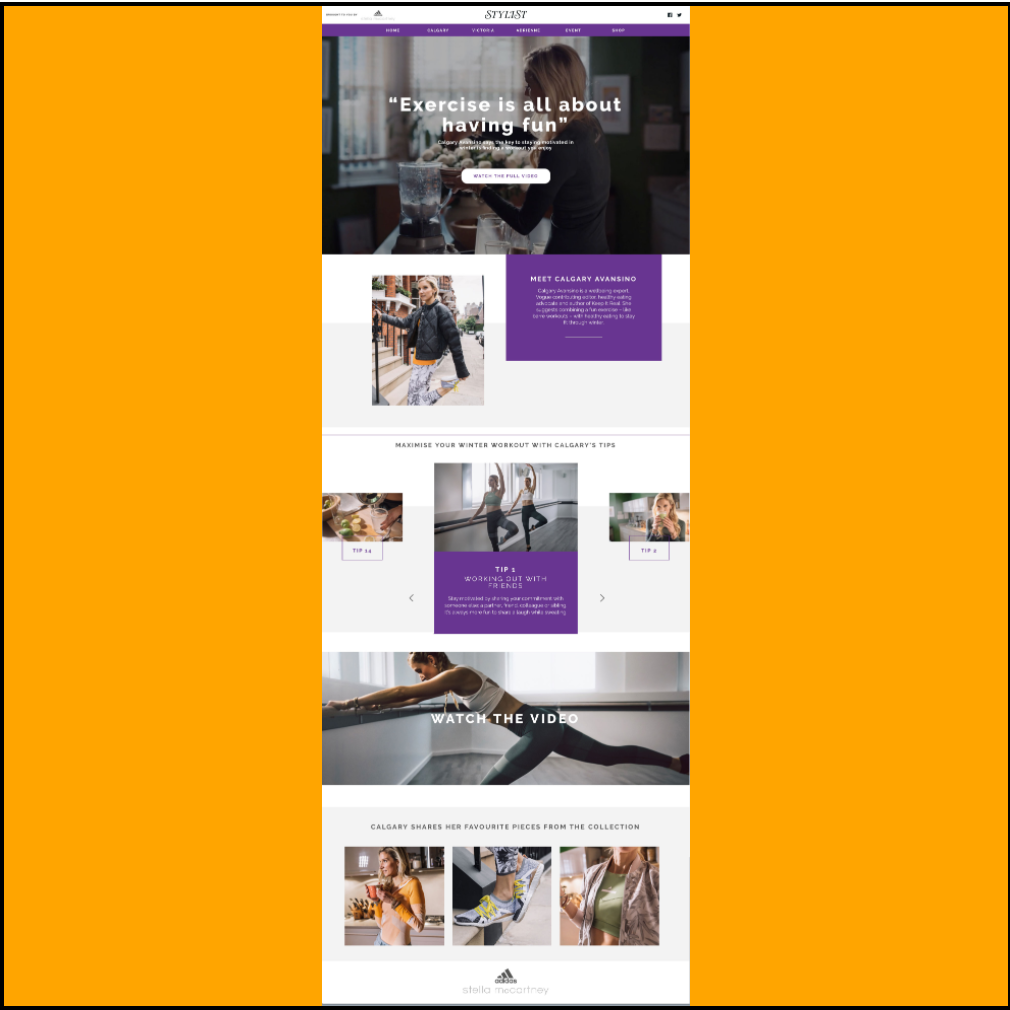 STYLIST
HOME CALGARY VIKTORIA ADRIENNE EVENT SHOP
“Exercise is all about
having fun”
Calgary Avansino says the key to staying motivated in
winter is finding a workout you enjoy.
WATCH THE FULL VIDEO
MEET CALGARY AVANSINO
Calgary Avansino is a wellbeing expert,
Vogue contributing editor, healthy-eating
advocate and author of Keep It Real. She
suggests combining a fun exercise – like
barre workouts – with healthy eating to stay
fit through winter.
MAXIMISE YOUR WINTER WORKOUT WITH CALGARY'S TIPS
TIP 14
TIP 1
WORKING OUT WITH
FRIENDS
Stay motivated by sharing your commitment with
someone else: a partner, friend, colleague or sibling.
It's always more fun to share a laugh while sweating
TIP 2
WATCH THE VIDEO
CALGARY SHARES HER FAVOURITE PIECES FROM THE COLLECTION
adidas
stella mccartney